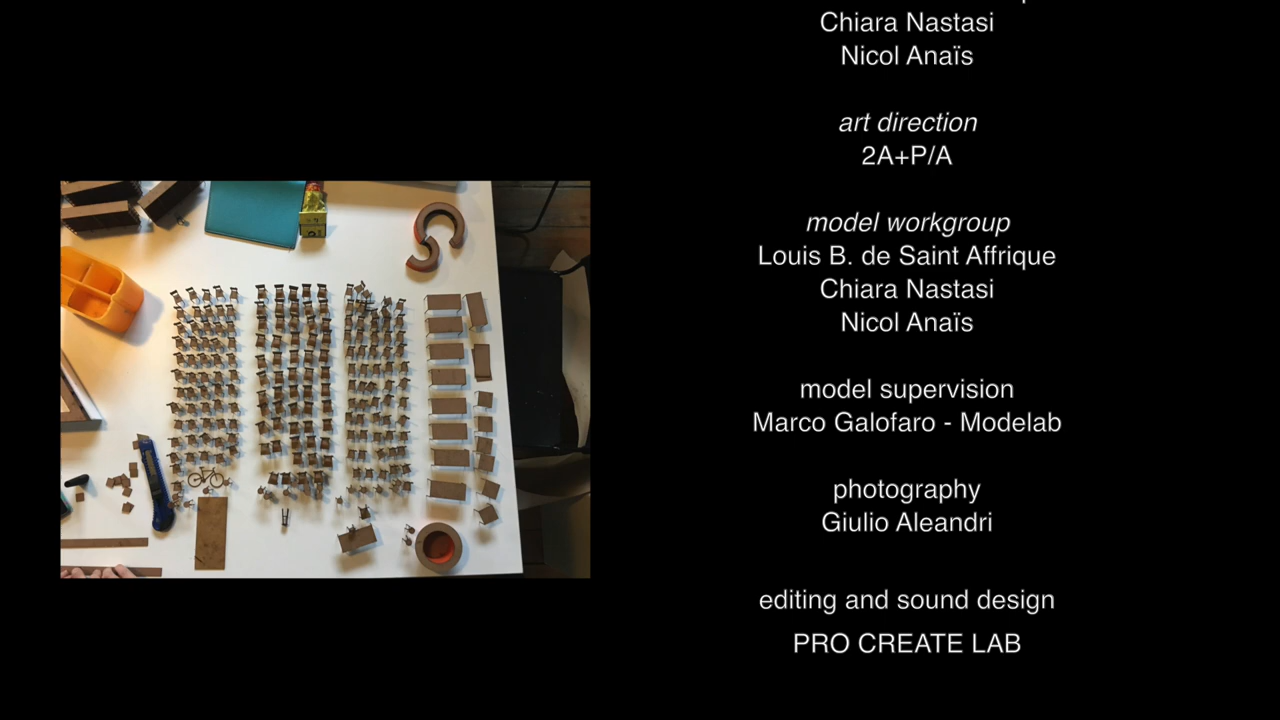 Chiara Nastasi
Nicol Anaïs
art direction
2A+P/A
model workgroup
Louis B. de Saint Affrique
Chiara Nastasi
Nicol Anaïs
model supervision
Marco Galofaro - Modelab
photography
Giulio Aleandri
editing and sound design
PRO CREATE LAB